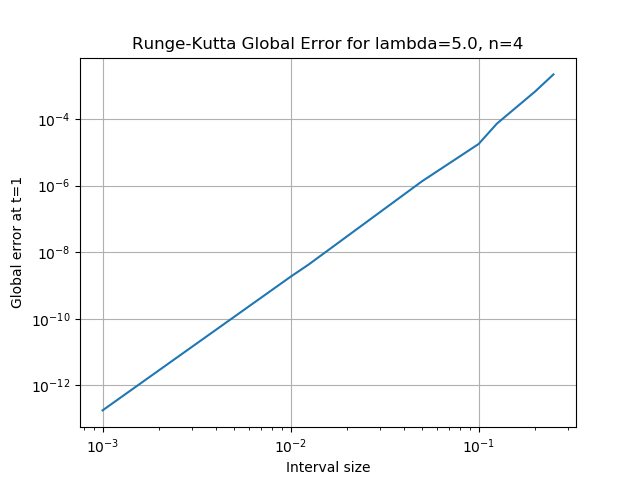 Runge-Kutta Global Error for lambda=5.0, n=4
Global error at t=1
10⁻⁴
10⁻⁶
10⁻⁸
10⁻¹⁰
10⁻¹²
10⁻³ 10⁻² 10⁻¹
Interval size